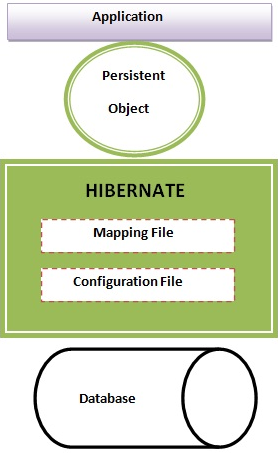 Application
Persistent
Object
HIBERNATE
Mapping File
Configuration File
Database